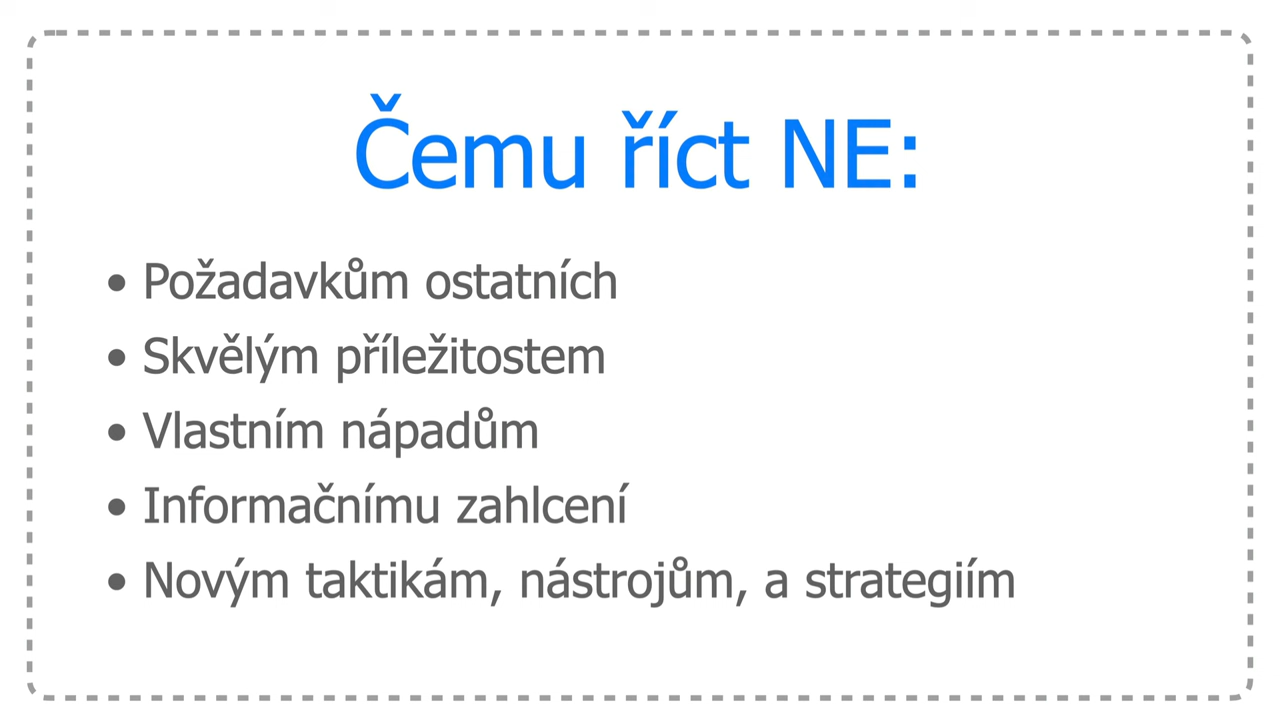 Čemu říct NE:
• Požadavkům ostatních
• Skvělým příležitostem
• Vlastním nápadům
• Informačnímu zahlcení
• Novým taktikám, nástrojům, a strategiím